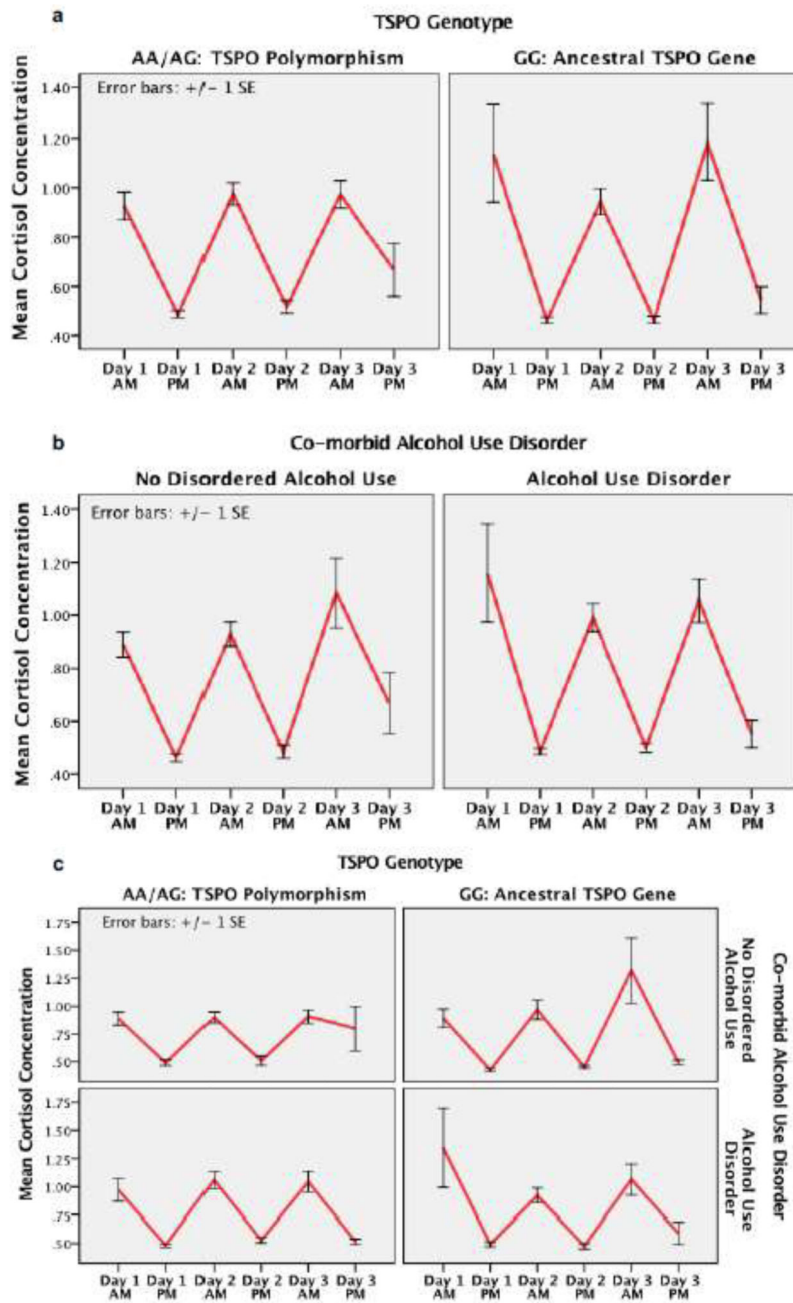 a
TSPO Genotype
AA/AG: TSPO Polymorphism GG: Ancestral TSPO Gene
Error bars: +/- 1 SE
Mean Cortisol Concentration
1.40
1.20
1.00
.80
.60
.40
Day 1 AM Day 1 PM Day 2 AM Day 2 PM Day 3 AM Day 3 PM Day 1 AM Day 1 PM Day 2 AM Day 2 PM Day 3 AM Day 3 PM
b
Co-morbid Alcohol Use Disorder
No Disordered Alcohol Use Alcohol Use Disorder
Error bars: +/- 1 SE
Mean Cortisol Concentration
1.40
1.20
1.00
.80
.60
.40
Day 1 AM Day 1 PM Day 2 AM Day 2 PM Day 3 AM Day 3 PM Day 1 AM Day 1 PM Day 2 AM Day 2 PM Day 3 AM Day 3 PM
c
TSPO Genotype
AA/AG: TSPO Polymorphism GG: Ancestral TSPO Gene
Error bars: +/- 1 SE
Mean Cortisol Concentration
1.75
1.50
1.25
1.00
.75
.50
No Disordered
Alcohol Use
1.75
1.50
1.25
1.00
.75
.50
Alcohol Use
Disorder
Co-morbid Alcohol Use Disorder
Day 1 AM Day 1 PM Day 2 AM Day 2 PM Day 3 AM Day 3 PM Day 1 AM Day 1 PM Day 2 AM Day 2 PM Day 3 AM Day 3 PM